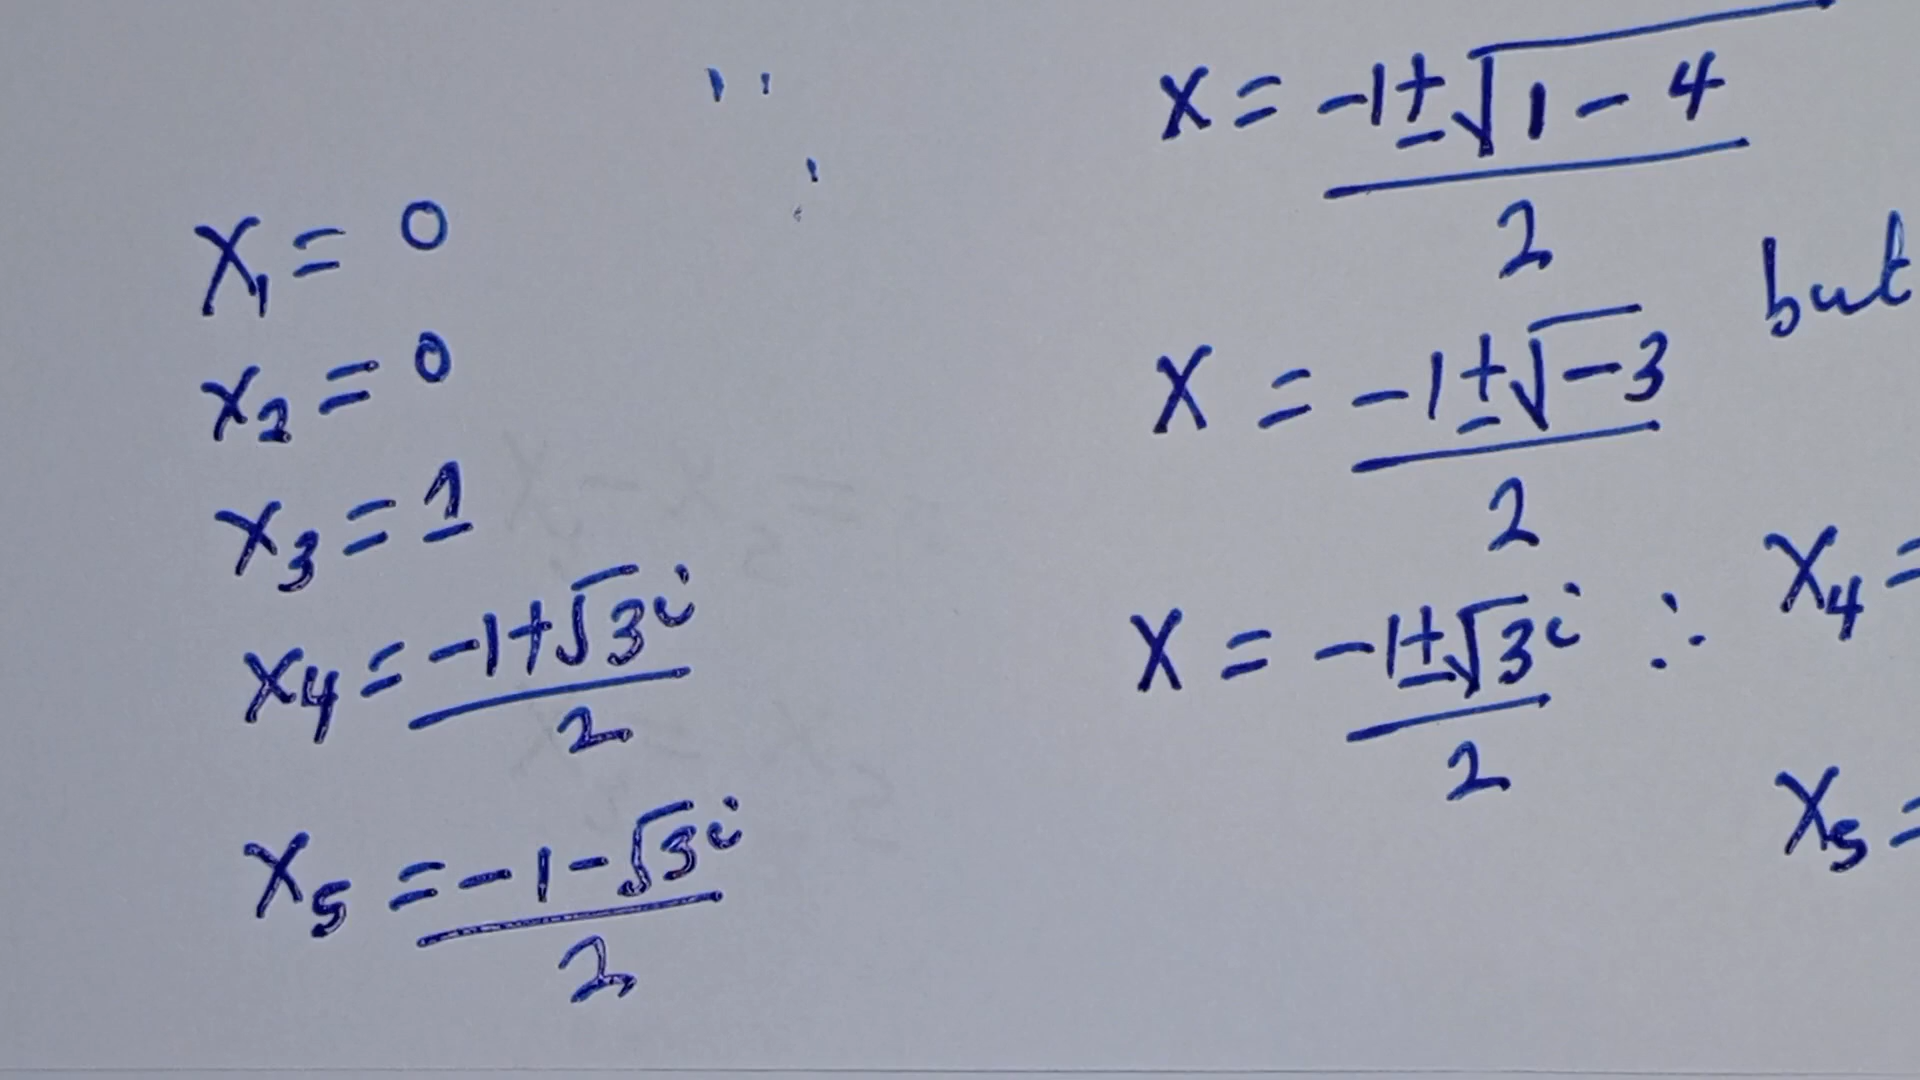 x₁ = 0
x₂ = 0
x₃ = 1
x₄ = (-1+√3i)/2
x₅ = (-1-√3i)/2
x = (-1±√(1-4))/2
but
x = (-1±√-3)/2
x = (-1±√3i)/2 ∴ x₄ =
x₅ =